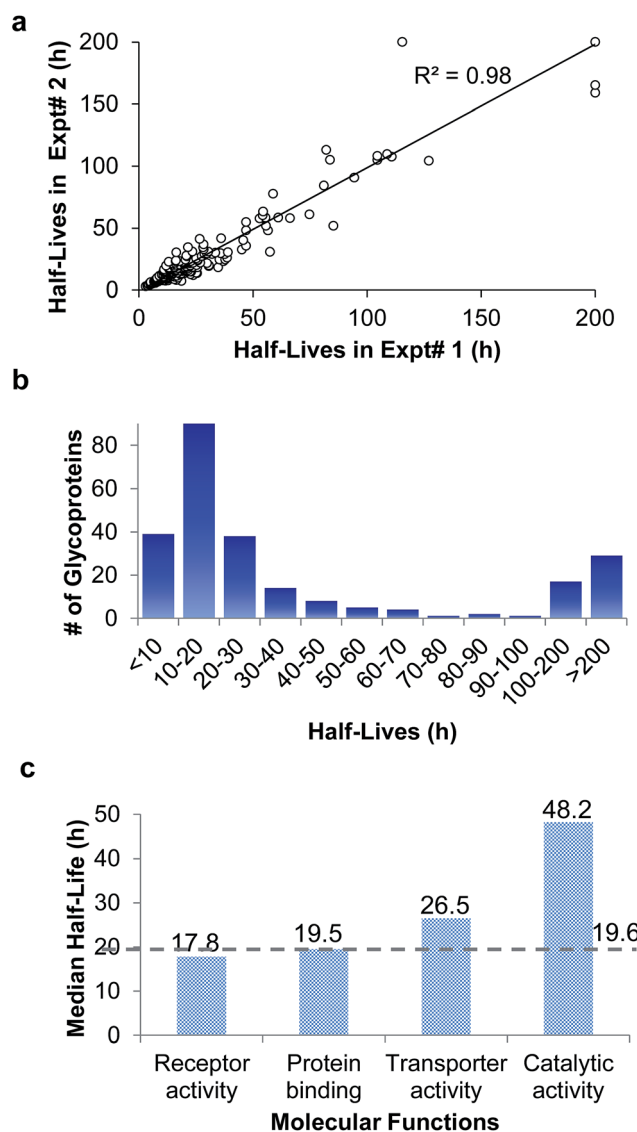 a
Half-Lives in Expt# 2 (h)
200
150
100
50
0
R² = 0.98
0 50 100 150 200
Half-Lives in Expt# 1 (h)
b
# of Glycoproteins
80
60
40
20
0
<10 10-20 20-30 30-40 40-50 50-60 60-70 70-80 80-90 90-100 100-200 >200
Half-Lives (h)
c
Median Half-Life (h)
50
40
30
20
10
0
17.8 19.5 26.5 48.2 19.6
Receptor Protein Transporter Catalytic
activity binding activity activity
Molecular Functions